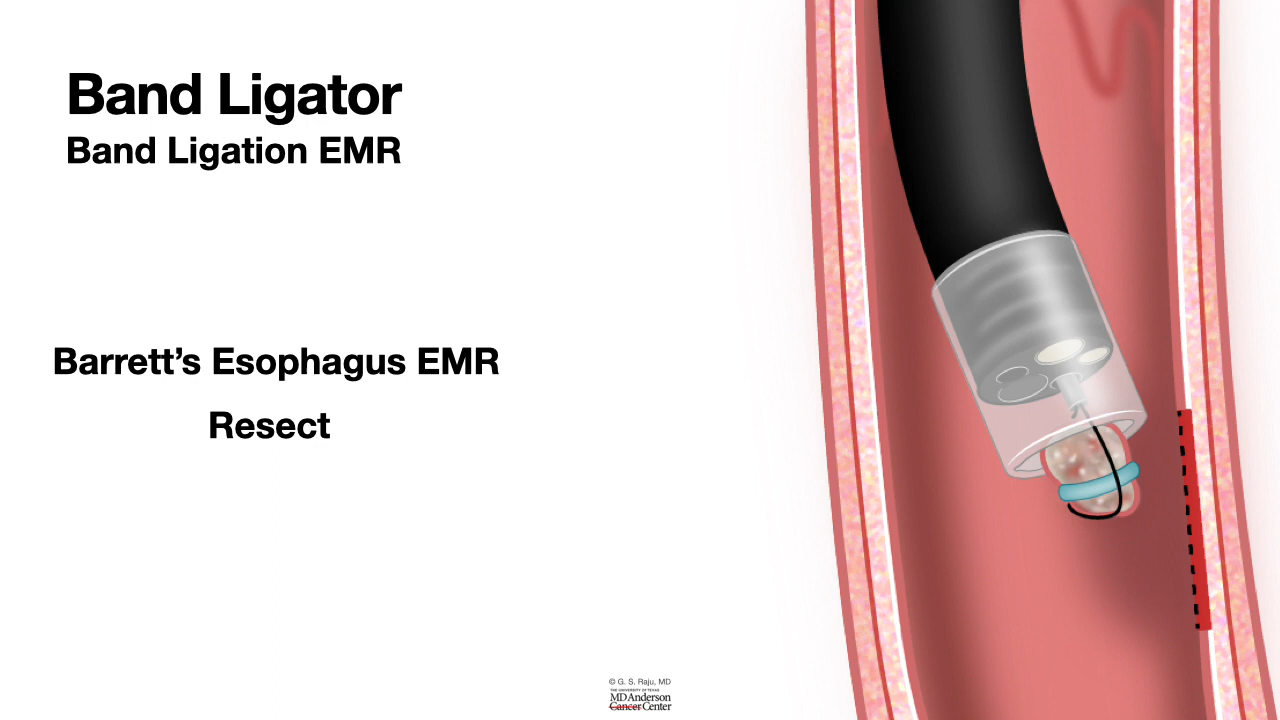 Band Ligator
Band Ligation EMR
Barrett’s Esophagus EMR
Resect
© G. S. Raju, MD
THE UNIVERSITY OF TEXAS
MD Anderson
Cancer Center